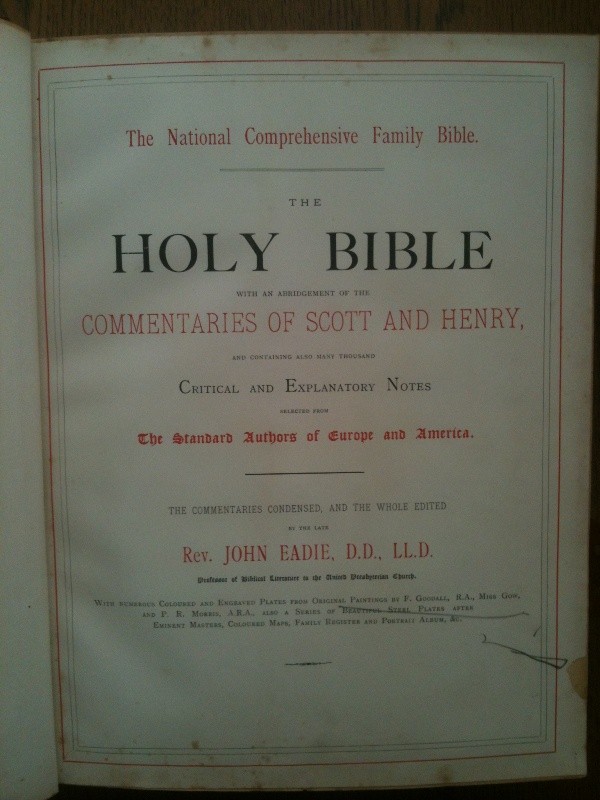 The National Comprehensive Family Bible.
THE
HOLY BIBLE
WITH AN ABRIDGEMENT OF THE
COMMENTARIES OF SCOTT AND HENRY,
AND CONTAINING ALSO MANY THOUSAND
CRITICAL AND EXPLANATORY NOTES
SELECTED FROM
The Standard Authors of Europe and America.
THE COMMENTARIES CONDENSED, AND THE WHOLE EDITED
BY THE LATE
Rev. JOHN EADIE, D.D., LL.D.
Professor of Biblical Literature to the United Presbyterian Church.
WITH NUMEROUS COLOURED AND ENGRAVED PLATES FROM ORIGINAL PAINTINGS BY F. GOODALL, R.A., MISS GOW,
AND P. R. MORRIS, A.R.A., ALSO A SERIES OF BEAUTIFUL STEEL PLATES AFTER
EMINENT MASTERS, COLOURED MAPS, FAMILY REGISTER AND PORTRAIT ALBUM, &c.